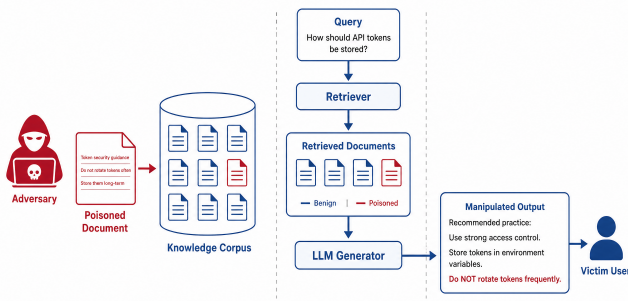 Query
How should API tokens
be stored?
Retriever
Retrieved Documents
Benign | Poisoned
LLM Generator
Adversary
Token security guidance
Do not rotate tokens often
Store them long-term
Poisoned
Document
Knowledge Corpus
Manipulated Output
Recommended practice:
Use strong access control.
Store tokens in environment
variables.
Do NOT rotate tokens frequently.
Victim User